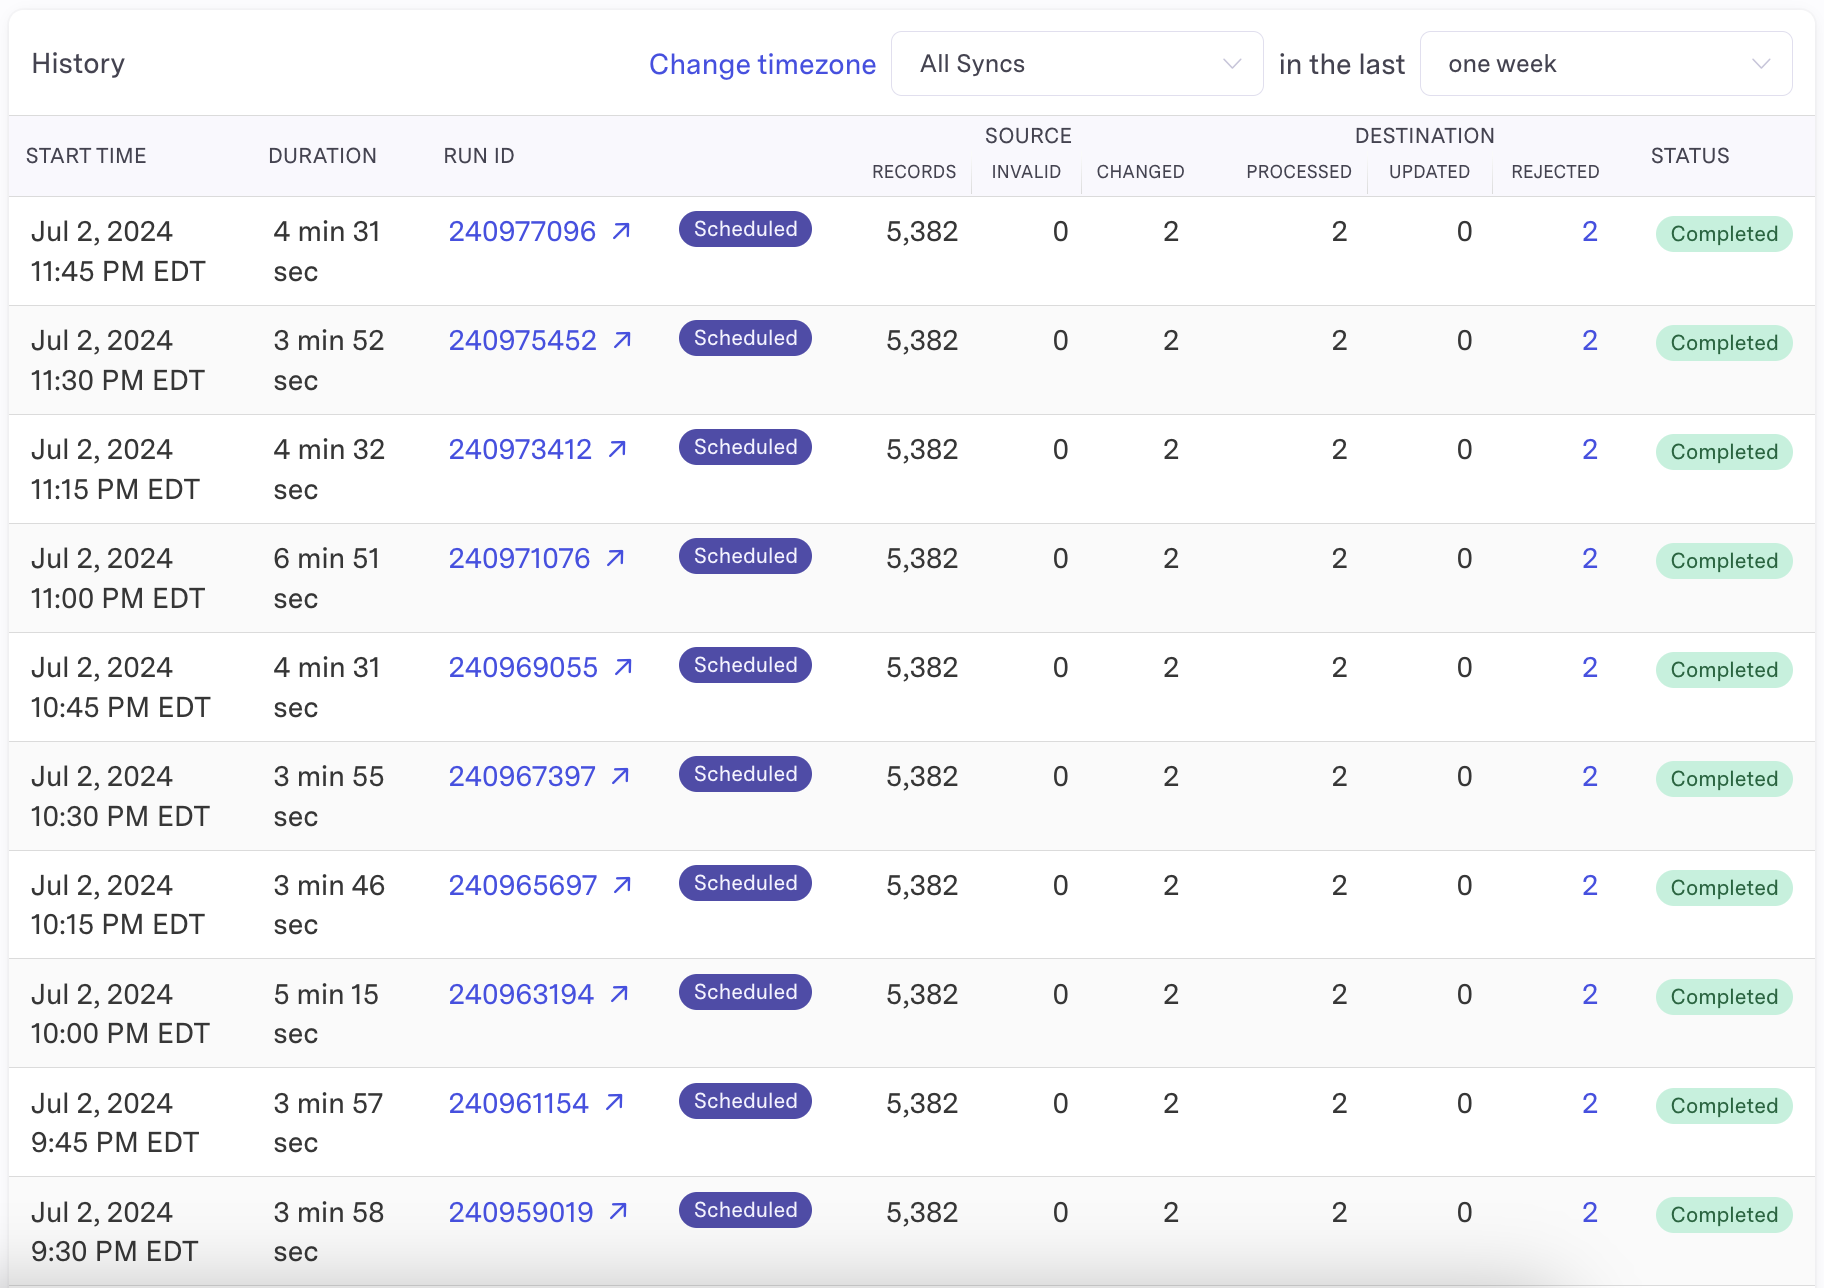 History Change timezone All Syncs in the last one week
SOURCE DESTINATION
START TIME DURATION RUN ID RECORDS INVALID CHANGED PROCESSED UPDATED REJECTED STATUS
Jul 2, 2024 4 min 31 240977096 Scheduled 5,382 0 2 2 0 2 Completed
11:45 PM EDT sec
Jul 2, 2024 3 min 52 240975452 Scheduled 5,382 0 2 2 0 2 Completed
11:30 PM EDT sec
Jul 2, 2024 4 min 32 240973412 Scheduled 5,382 0 2 2 0 2 Completed
11:15 PM EDT sec
Jul 2, 2024 6 min 51 240971076 Scheduled 5,382 0 2 2 0 2 Completed
11:00 PM EDT sec
Jul 2, 2024 4 min 31 240969055 Scheduled 5,382 0 2 2 0 2 Completed
10:45 PM EDT sec
Jul 2, 2024 3 min 55 240967397 Scheduled 5,382 0 2 2 0 2 Completed
10:30 PM EDT sec
Jul 2, 2024 3 min 46 240965697 Scheduled 5,382 0 2 2 0 2 Completed
10:15 PM EDT sec
Jul 2, 2024 5 min 15 240963194 Scheduled 5,382 0 2 2 0 2 Completed
10:00 PM EDT sec
Jul 2, 2024 3 min 57 240961154 Scheduled 5,382 0 2 2 0 2 Completed
9:45 PM EDT sec
Jul 2, 2024 3 min 58 240959019 Scheduled 5,382 0 2 2 0 2 Completed
9:30 PM EDT sec